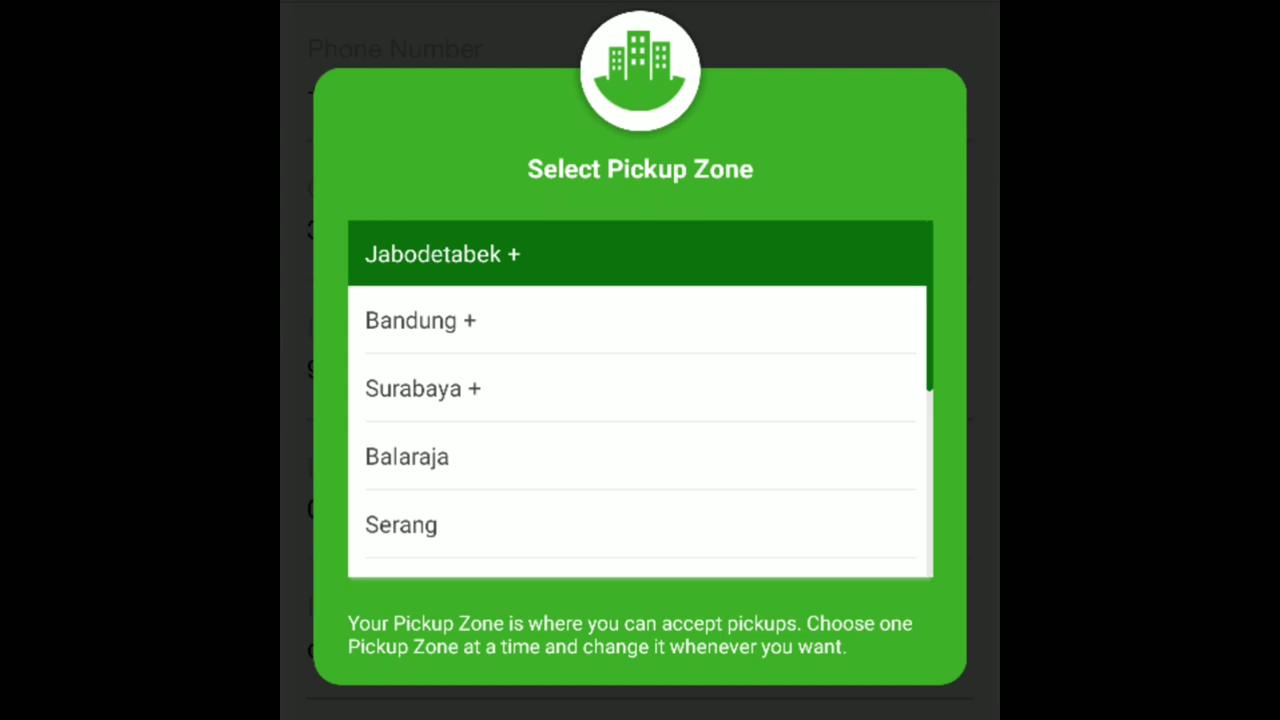 Phone Number
Select Pickup Zone
Jabodetabek +
Bandung +
Surabaya +
Balaraja
Serang
Your Pickup Zone is where you can accept pickups. Choose one
Pickup Zone at a time and change it whenever you want.